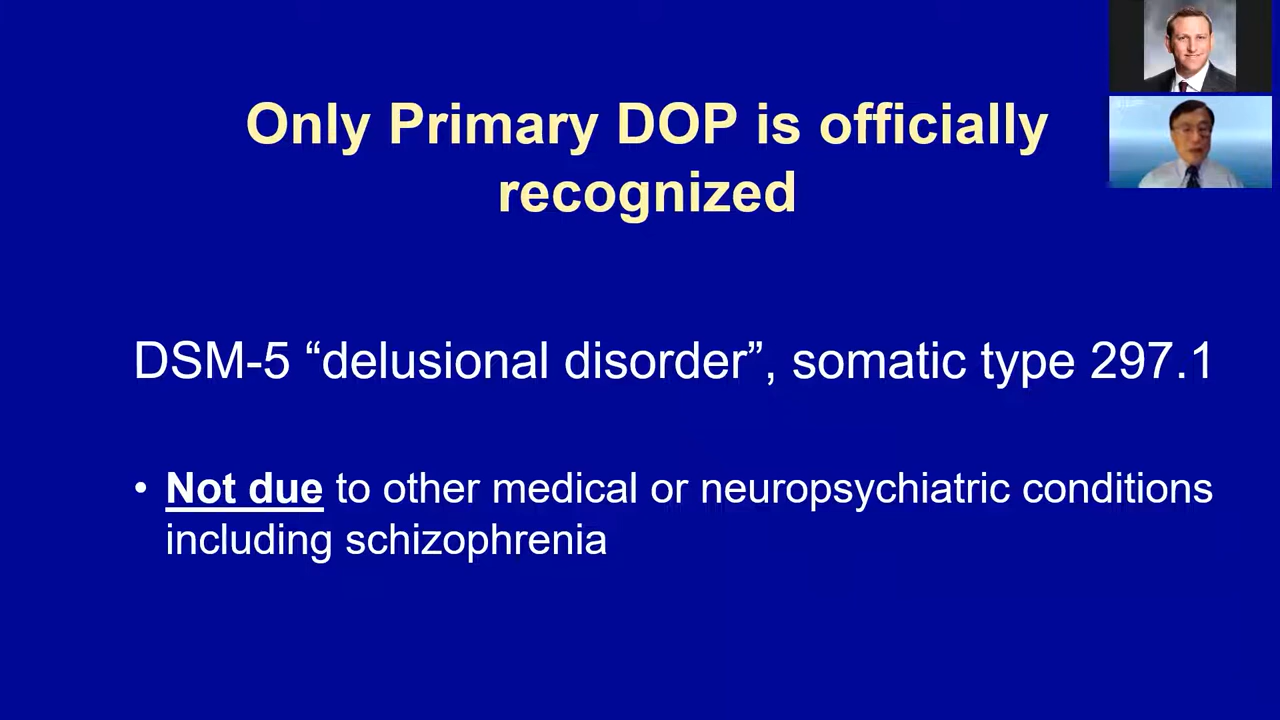 Only Primary DOP is officially
recognized
DSM-5 “delusional disorder”, somatic type 297.1
• Not due to other medical or neuropsychiatric conditions
including schizophrenia